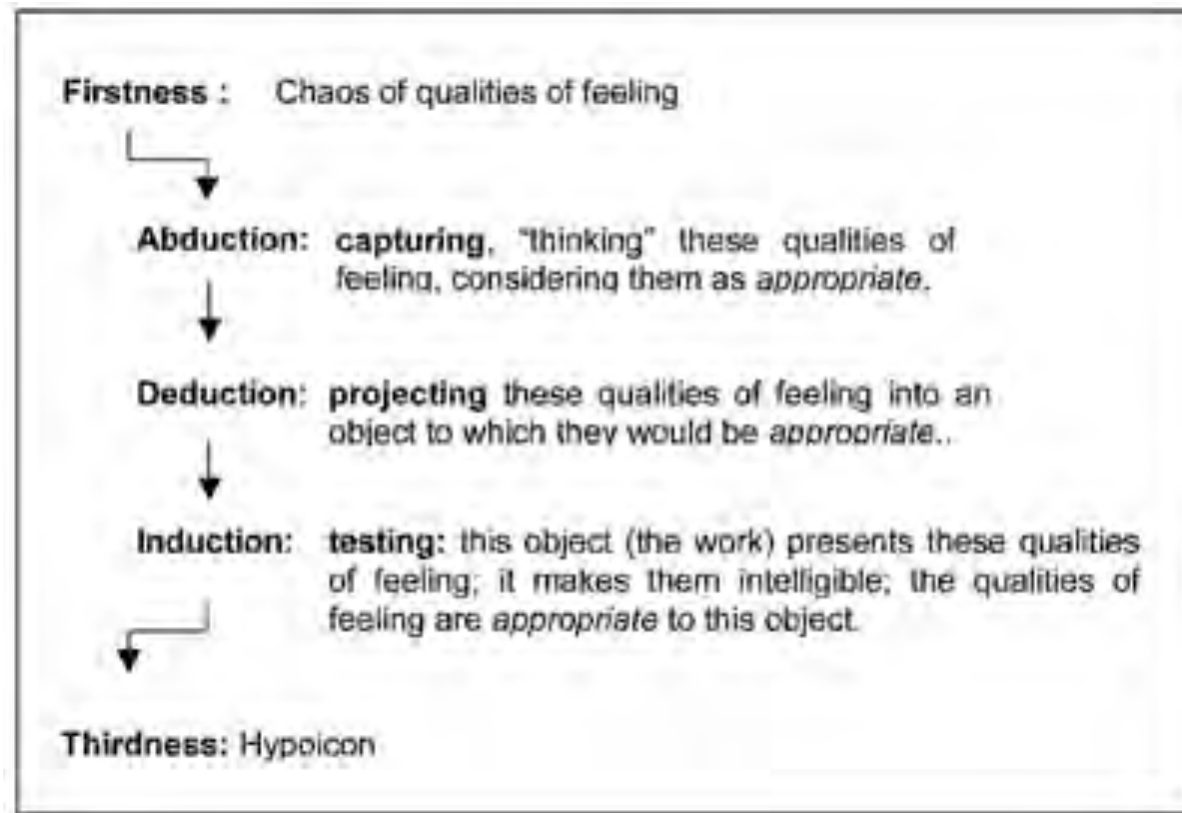 Firstness : Chaos of qualities of feeling
Abduction: capturing, "thinking" these qualities of
feeling, considering them as appropriate.
Deduction: projecting these qualities of feeling into an
object to which they would be appropriate..
Induction: testing: this object (the work) presents these qualities
of feeling; it makes them intelligible; the qualities of
feeling are appropriate to this object.
Thirdness: Hypoicon